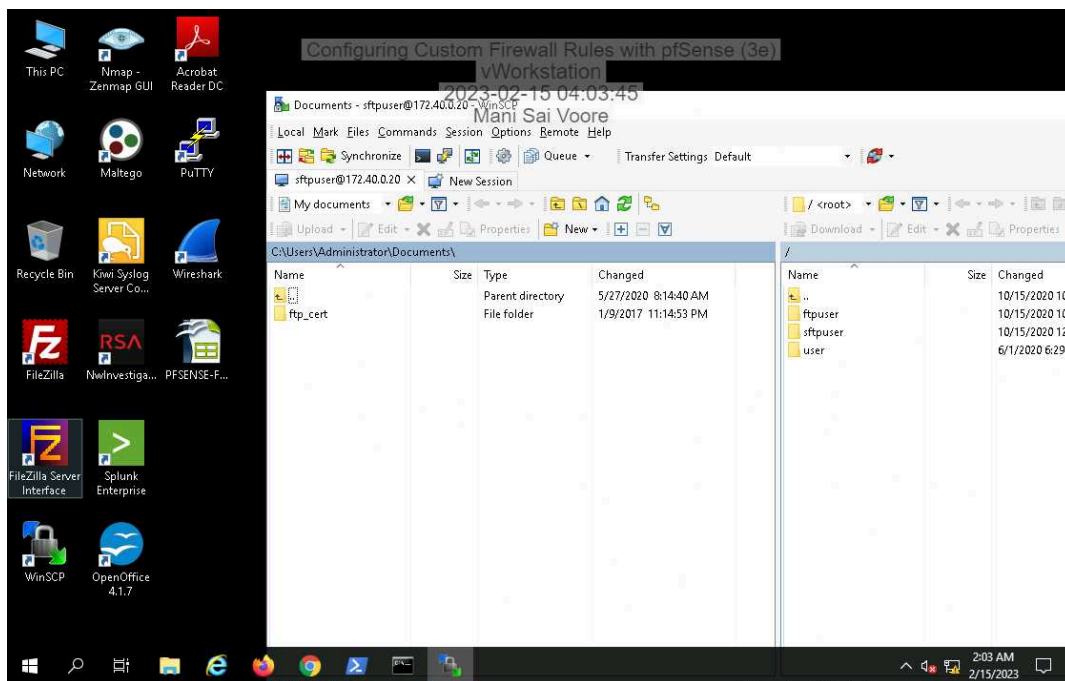 Configuring Custom Firewall Rules with pfSense (3e)
vWorkstation
2023-02-15 04:03:45
Mani Sai Voore
This PC
Nmap -
Zenmap GUI
Acrobat
Reader DC
Network
Maltego
PuTTY
Recycle Bin
Kiwi Syslog
Server Co...
Wireshark
FileZilla
RSA
NwInvestiga...
PFSENSE-F...
FileZilla Server
Interface
Splunk
Enterprise
WinSCP
OpenOffice
4.1.7
Documents - sftpuser@172.40.0.20 - WinSCP
Local Mark Files Commands Session Options Remote Help
Synchronize Queue Transfer Settings Default
sftpuser@172.40.0.20 New Session
My documents
Upload Edit Properties New
C:\Users\Administrator\Documents\
Name Size Type Changed
.. Parent directory 5/27/2020 8:14:40 AM
ftp_cert File folder 1/9/2017 11:14:53 PM
/ <root>
Download Edit Properties
/
Name Size Changed
.. 10/15/2020 10
ftpuser 10/15/2020 10
sftpuser 10/15/2020 12
user 6/1/2020 6:29
2:03 AM
2/15/2023